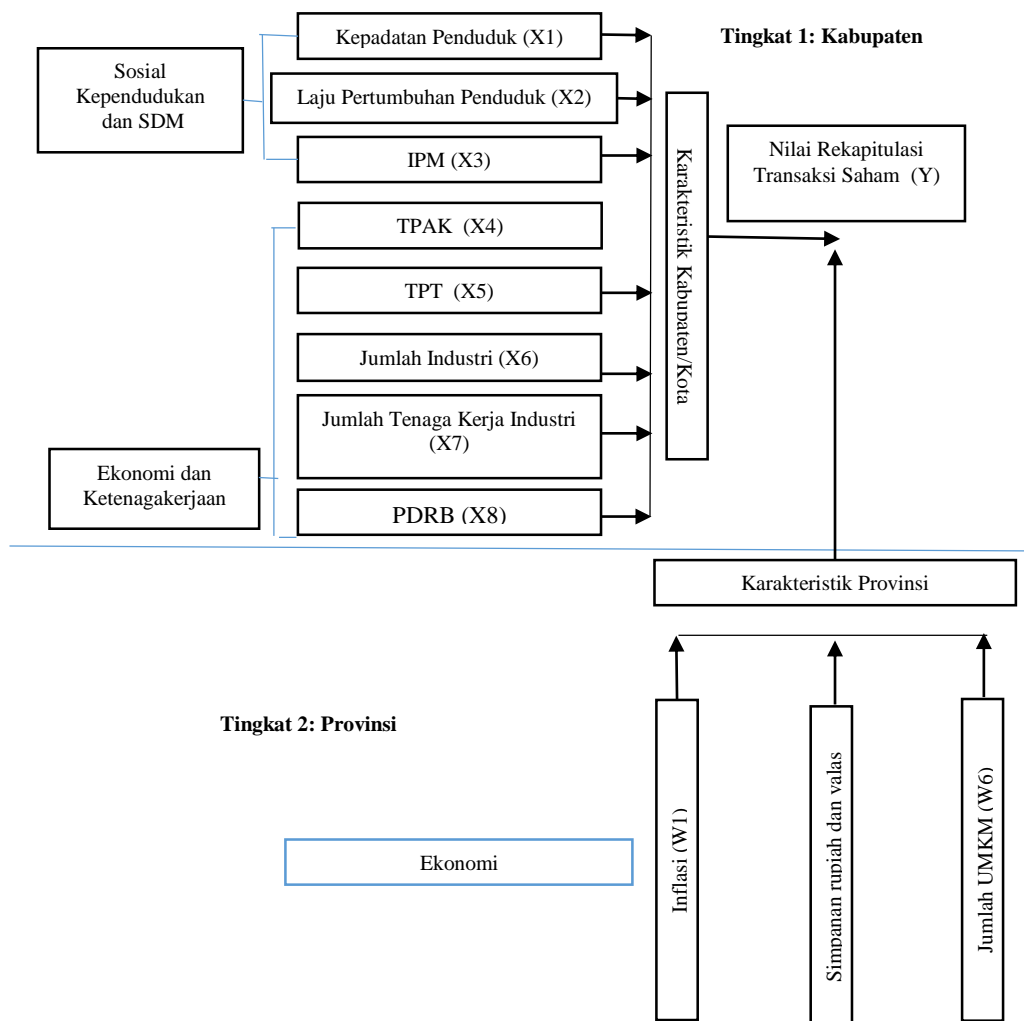 Kepadatan Penduduk (X1)
Tingkat 1: Kabupaten
Sosial
Kependudukan
dan SDM
Laju Pertumbuhan Penduduk (X2)
IPM (X3)
Nilai Rekapitulasi
Transaksi Saham (Y)
Karakteristik Kabupaten/Kota
TPAK (X4)
TPT (X5)
Jumlah Industri (X6)
Jumlah Tenaga Kerja Industri
(X7)
Ekonomi dan
Ketenagakerjaan
PDRB (X8)
Karakteristik Provinsi
Tingkat 2: Provinsi
Ekonomi
Inflasi (W1)
Simpanan rupiah dan valas
Jumlah UMKM (W6)